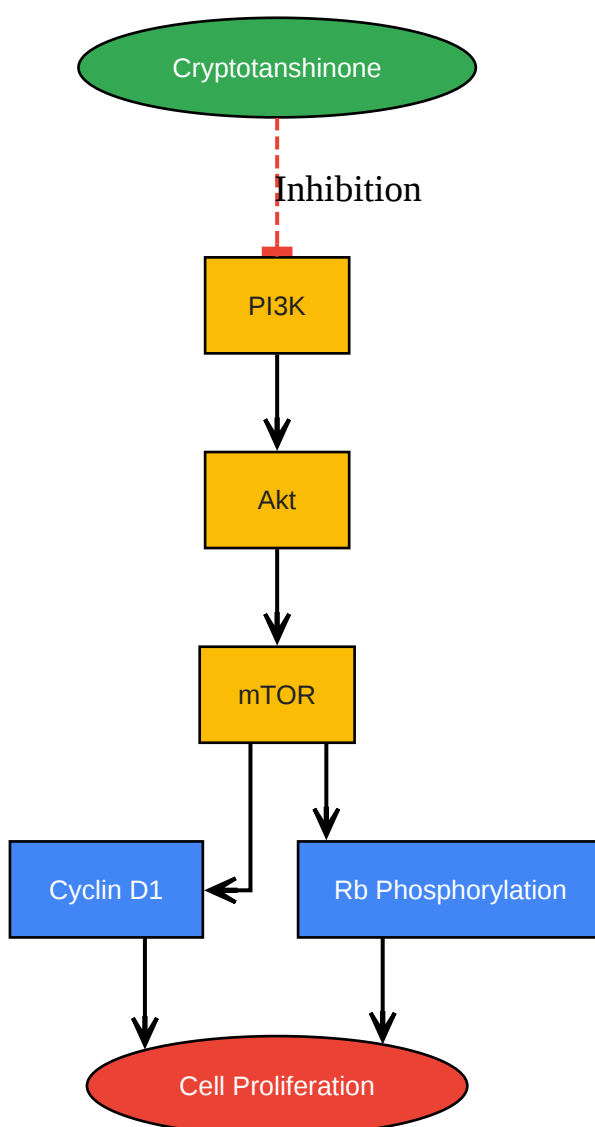 Cryptotanshinone
Inhibition
PI3K
Akt
mTOR
Cyclin D1
Rb Phosphorylation
Cell Proliferation